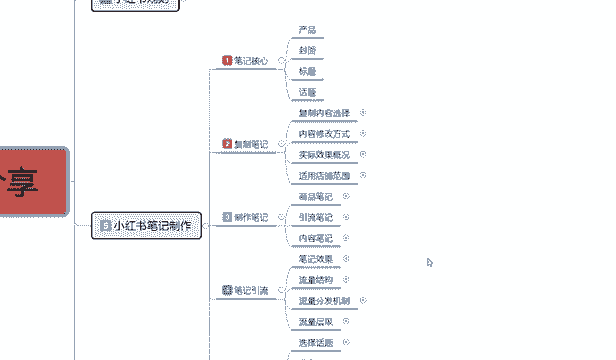 享
5 小红书笔记制作
1 笔记核心
产品
封面
标题
话题
2 复制笔记
复制内容选择
内容修改方式
实际效果概况
适用店铺范围
3 制作笔记
商品笔记
引流笔记
内容笔记
笔记引流
笔记效果
流量结构
流量分发机制
流量层级
选择话题